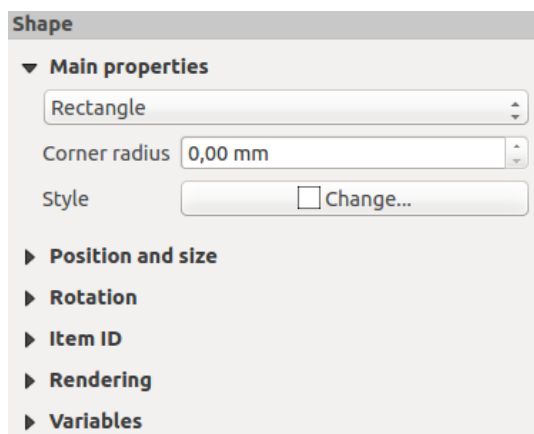 Shape
Main properties
Rectangle
Corner radius 0,00 mm
Style Change...
Position and size
Rotation
Item ID
Rendering
Variables